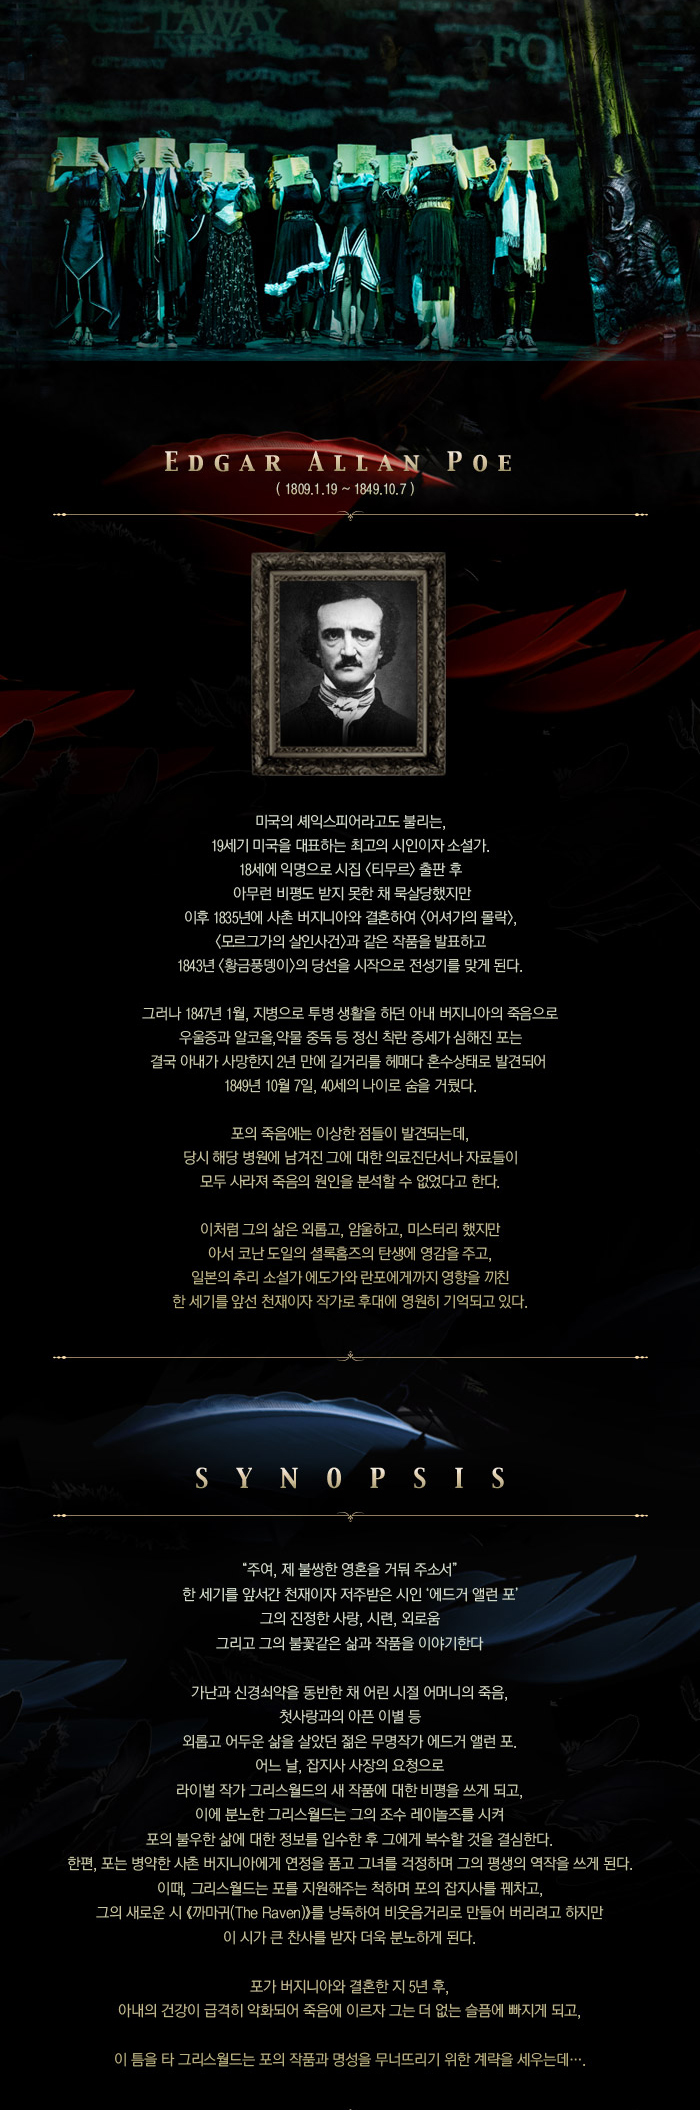 TAWAY
FO
FOOTPRINT
EDGAR ALLAN POE
( 1809.1.19 ~ 1849.10.7 )
미국의 셰익스피어라고도 불리는,
19세기 미국을 대표하는 최고의 시인이자 소설가.
18세에 익명으로 시집 〈티무르〉 출판 후
아무런 비평도 받지 못한 채 묵살당했지만
이후 1835년에 사촌 버지니아와 결혼하여 〈어셔가의 몰락〉,
〈모르그가의 살인사건〉과 같은 작품을 발표하고
1843년 〈황금풍뎅이〉의 당선을 시작으로 전성기를 맞게 된다.
그러나 1847년 1월, 지병으로 투병 생활을 하던 아내 버지니아의 죽음으로
우울증과 알코올,약물 중독 등 정신 착란 증세가 심해진 포는
결국 아내가 사망한지 2년 만에 길거리를 헤매다 혼수상태로 발견되어
1849년 10월 7일, 40세의 나이로 숨을 거뒀다.
포의 죽음에는 이상한 점들이 발견되는데,
당시 해당 병원에 남겨진 그에 대한 의료진단서나 자료들이
모두 사라져 죽음의 원인을 분석할 수 없었다고 한다.
이처럼 그의 삶은 외롭고, 암울하고, 미스터리 했지만
아서 코난 도일의 셜록홈즈의 탄생에 영감을 주고,
일본의 추리 소설가 에도가와 란포에게까지 영향을 끼친
한 세기를 앞선 천재이자 작가로 후대에 영원히 기억되고 있다.
SYNOPSIS
“주여, 제 불쌍한 영혼을 거둬 주소서”
한 세기를 앞서간 천재이자 저주받은 시인 ‘에드거 앨런 포’
그의 진정한 사랑, 시련, 외로움
그리고 그의 불꽃같은 삶과 작품을 이야기한다
가난과 신경쇠약을 동반한 채 어린 시절 어머니의 죽음,
첫사랑과의 아픈 이별 등
외롭고 어두운 삶을 살았던 젊은 무명작가 에드거 앨런 포.
어느 날, 잡지사 사장의 요청으로
라이벌 작가 그리스월드의 새 작품에 대한 비평을 쓰게 되고,
이에 분노한 그리스월드는 그의 조수 레이놀즈를 시켜
포의 불우한 삶에 대한 정보를 입수한 후 그에게 복수할 것을 결심한다.
한편, 포는 병약한 사촌 버지니아에게 연정을 품고 그녀를 걱정하며 그의 평생의 역작을 쓰게 된다.
이때, 그리스월드는 포를 지원해주는 척하며 포의 잡지사를 꿰차고,
그의 새로운 시 《까마귀(The Raven)》를 낭독하여 비웃음거리로 만들어 버리려고 하지만
이 시가 큰 찬사를 받자 더욱 분노하게 된다.
포가 버지니아와 결혼한 지 5년 후,
아내의 건강이 급격히 악화되어 죽음에 이르자 그는 더 없는 슬픔에 빠지게 되고,
이 틈을 타 그리스월드는 포의 작품과 명성을 무너뜨리기 위한 계략을 세우는데….